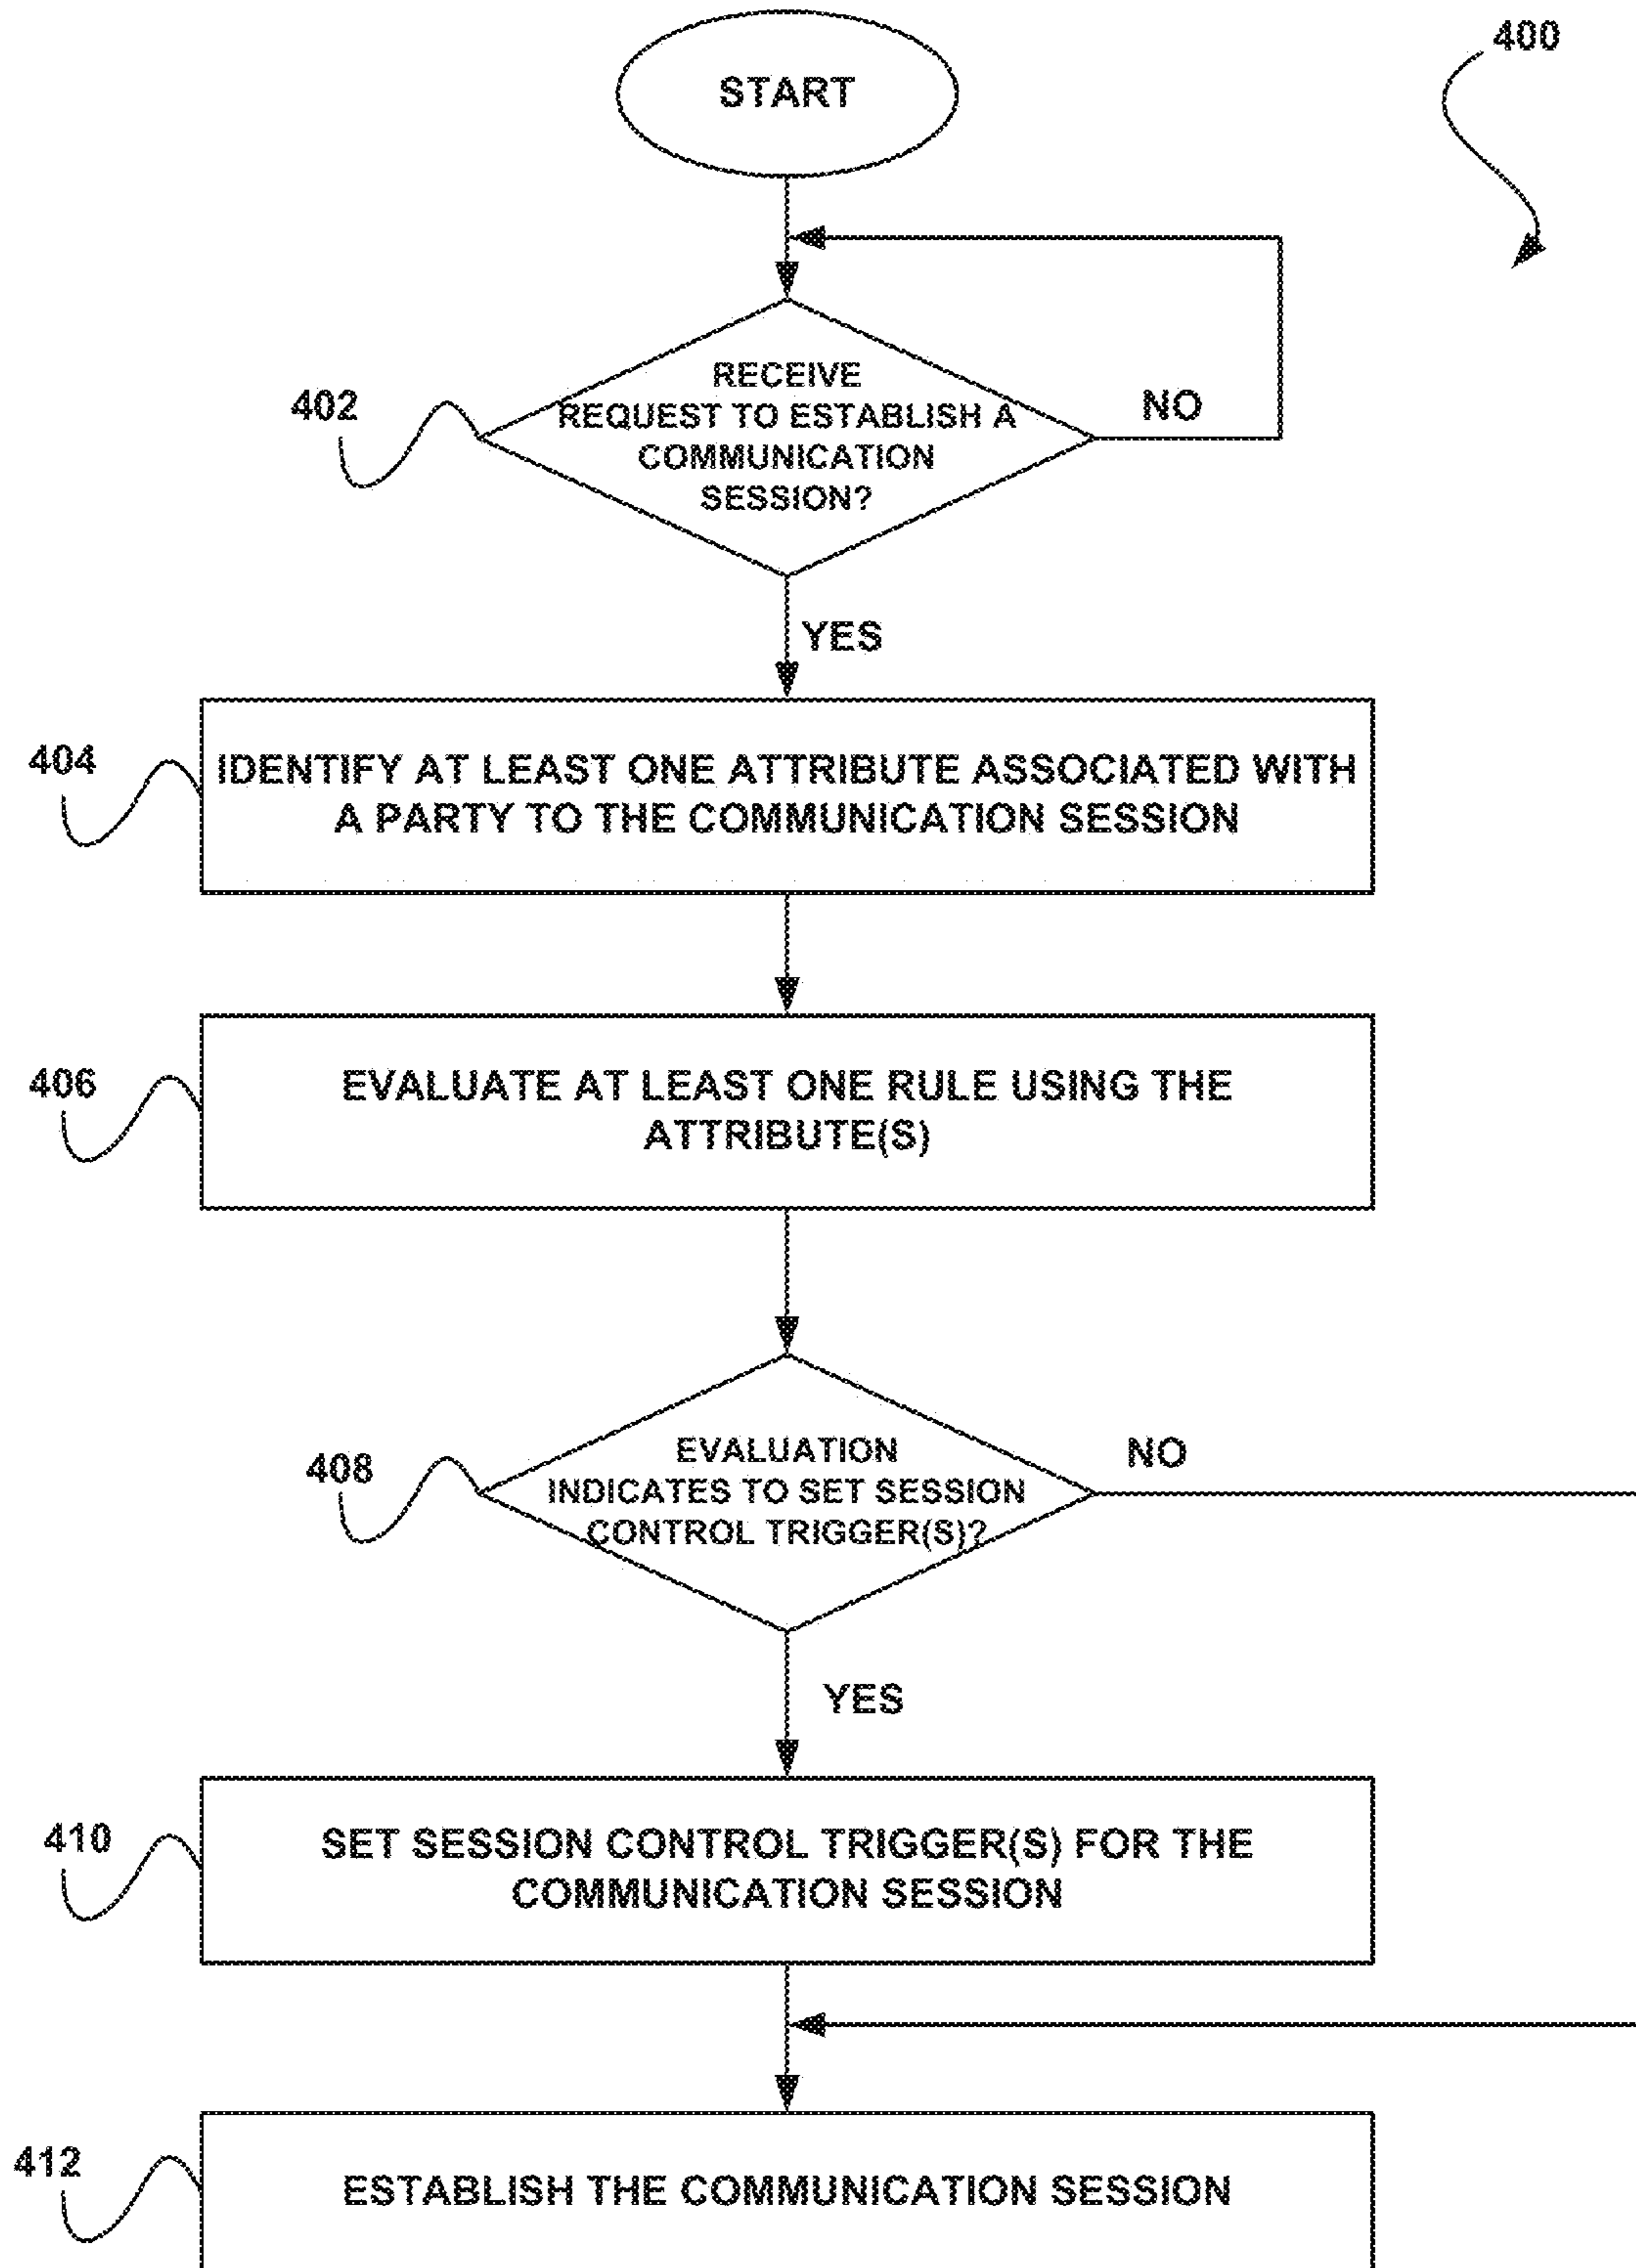 400
START
402
RECEIVE
REQUEST TO ESTABLISH A
COMMUNICATION
SESSION?
NO
YES
404
IDENTIFY AT LEAST ONE ATTRIBUTE ASSOCIATED WITH
A PARTY TO THE COMMUNICATION SESSION
406
EVALUATE AT LEAST ONE RULE USING THE
ATTRIBUTE(S)
408
EVALUATION
INDICATES TO SET SESSION
CONTROL TRIGGER(S)?
NO
YES
410
SET SESSION CONTROL TRIGGER(S) FOR THE
COMMUNICATION SESSION
412
ESTABLISH THE COMMUNICATION SESSION